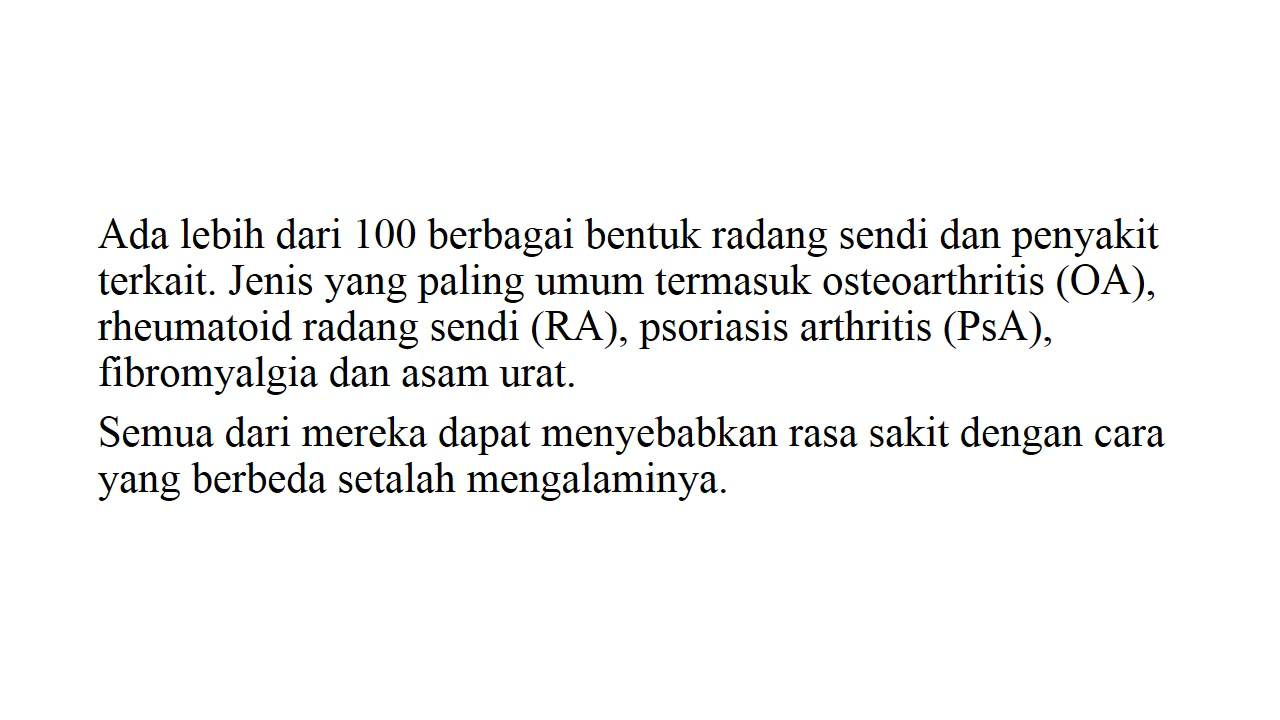 Ada lebih dari 100 berbagai bentuk radang sendi dan penyakit
terkait. Jenis yang paling umum termasuk osteoarthritis (OA),
rheumatoid radang sendi (RA), psoriasis arthritis (PsA),
fibromyalgia dan asam urat.
Semua dari mereka dapat menyebabkan rasa sakit dengan cara
yang berbeda setalah mengalaminya.